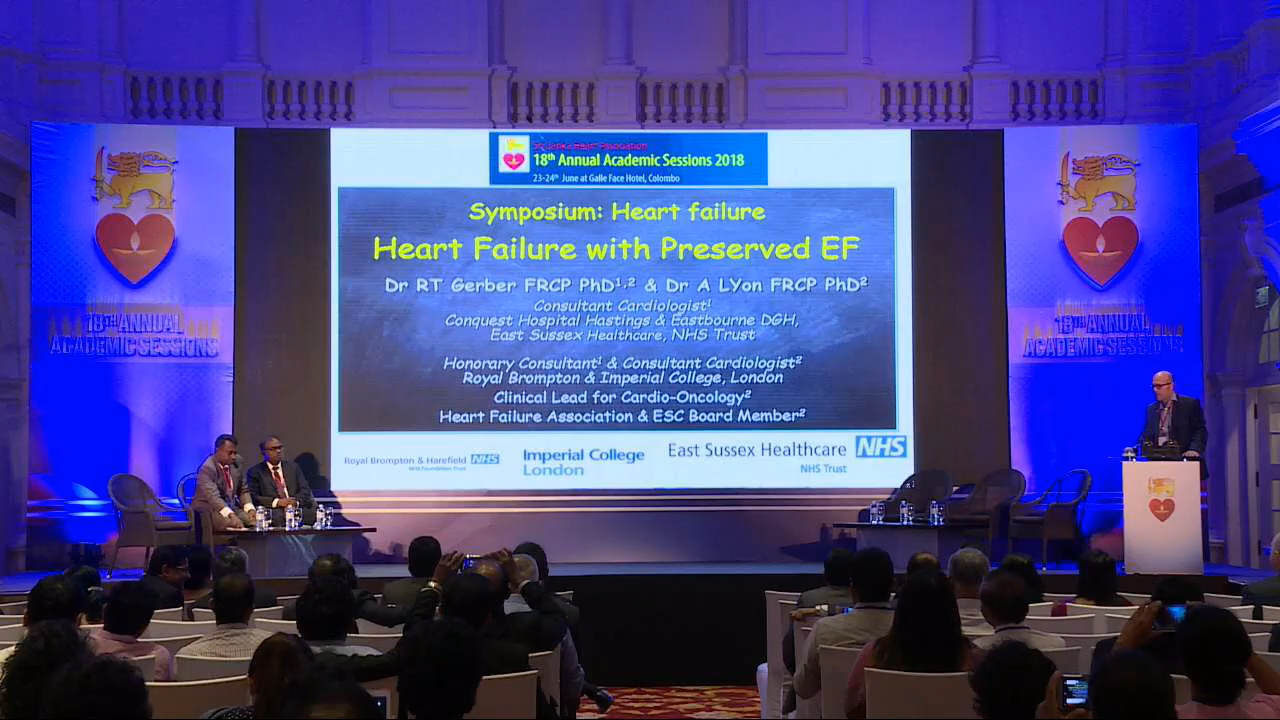 Sri Lanka Heart Association
18th Annual Academic Sessions 2018
23-24th June at Galle Face Hotel, Colombo
Symposium: Heart failure
Heart Failure with Preserved EF
Dr RT Gerber FRCP PhD1,2 & Dr A LYon FRCP PhD2
Consultant Cardiologist1
Conquest Hospital Hastings & Eastbourne DGH,
East Sussex Healthcare, NHS Trust
Honorary Consultant1 & Consultant Cardiologist2
Royal Brompton & Imperial College, London
Clinical Lead for Cardio-Oncology2
Heart Failure Association & ESC Board Member2
Royal Brompton & Harefield NHS
NHS Foundation Trust
Imperial College
London
East Sussex Healthcare NHS
NHS Trust
18TH ANNUAL
ACADEMIC SESSIONS
18TH ANNUAL
ACADEMIC SESSIONS